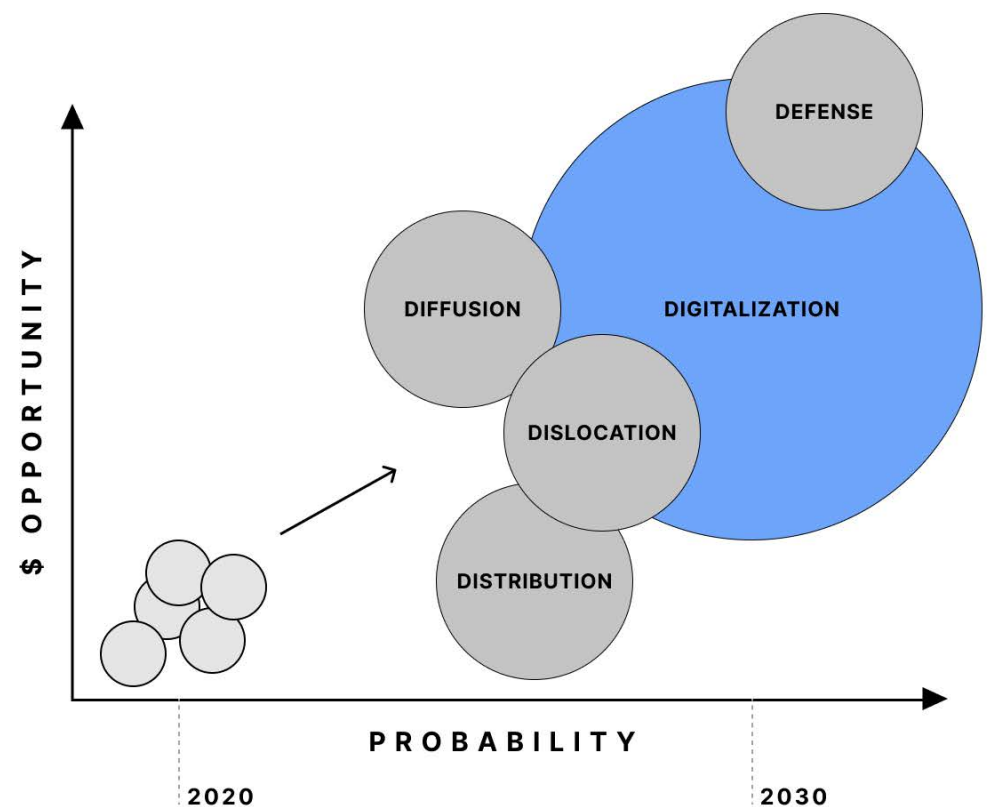 DEFENSE
$ OPPORTUNITY
DIFFUSION
DIGITALIZATION
DISLOCATION
DISTRIBUTION
PROBABILITY
2020
2030